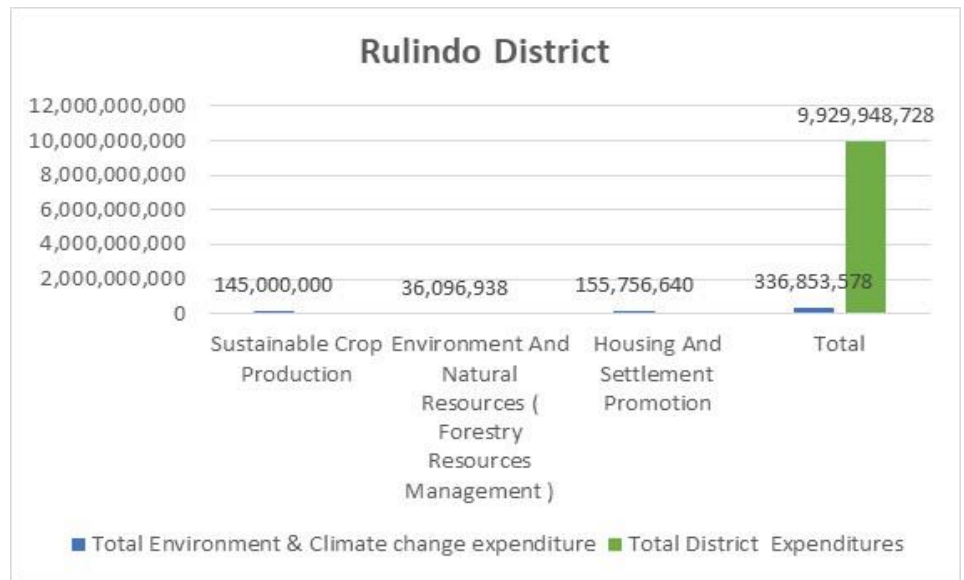 Rulindo District
12,000,000,000
10,000,000,000
8,000,000,000
6,000,000,000
4,000,000,000
2,000,000,000
0
9,929,948,728
145,000,000
36,096,938
155,756,640
336,853,578
Sustainable Crop
Production
Environment And
Natural
Resources (
Forestry
Resources
Management )
Housing And
Settlement
Promotion
Total
Total Environment & Climate change expenditure
Total District Expenditures